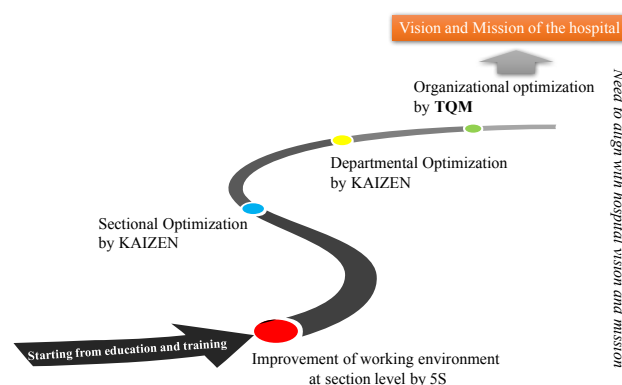 Vision and Mission of the hospital
Organizational optimization
by TQM
Departmental Optimization
by KAIZEN
Sectional Optimization
by KAIZEN
Starting from education and training
Improvement of working environment
at section level by 5S
Need to align with hospital vision and mission